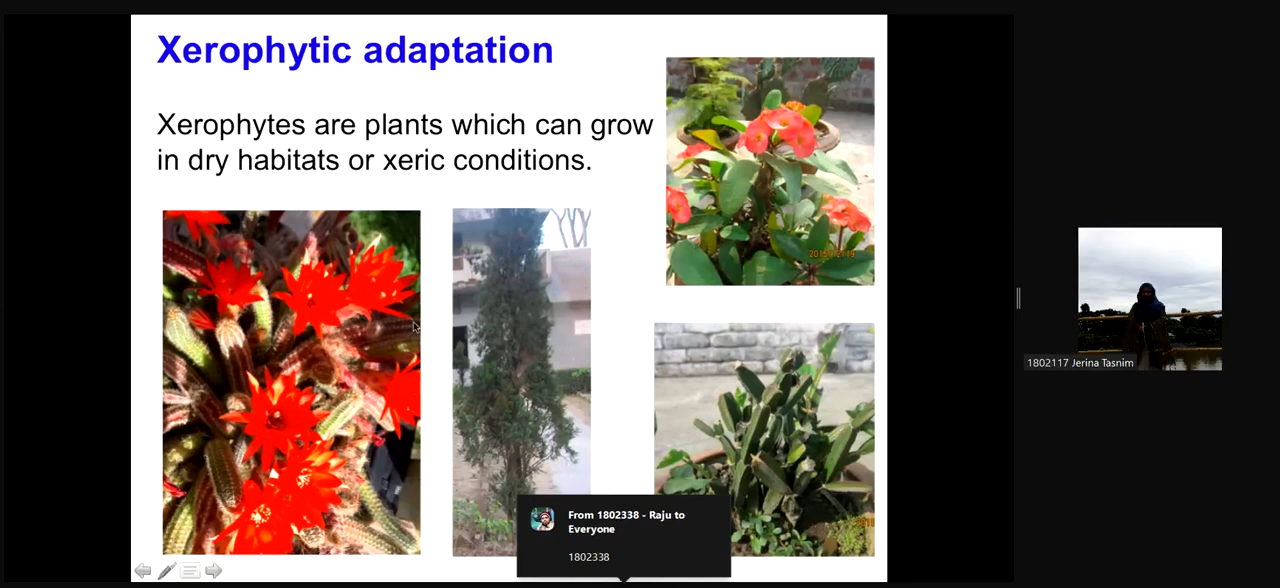 Xerophytic adaptation
Xerophytes are plants which can grow
in dry habitats or xeric conditions.
1802117 Jerina Tasnim
From 1802338 - Raju to
Everyone
1802338